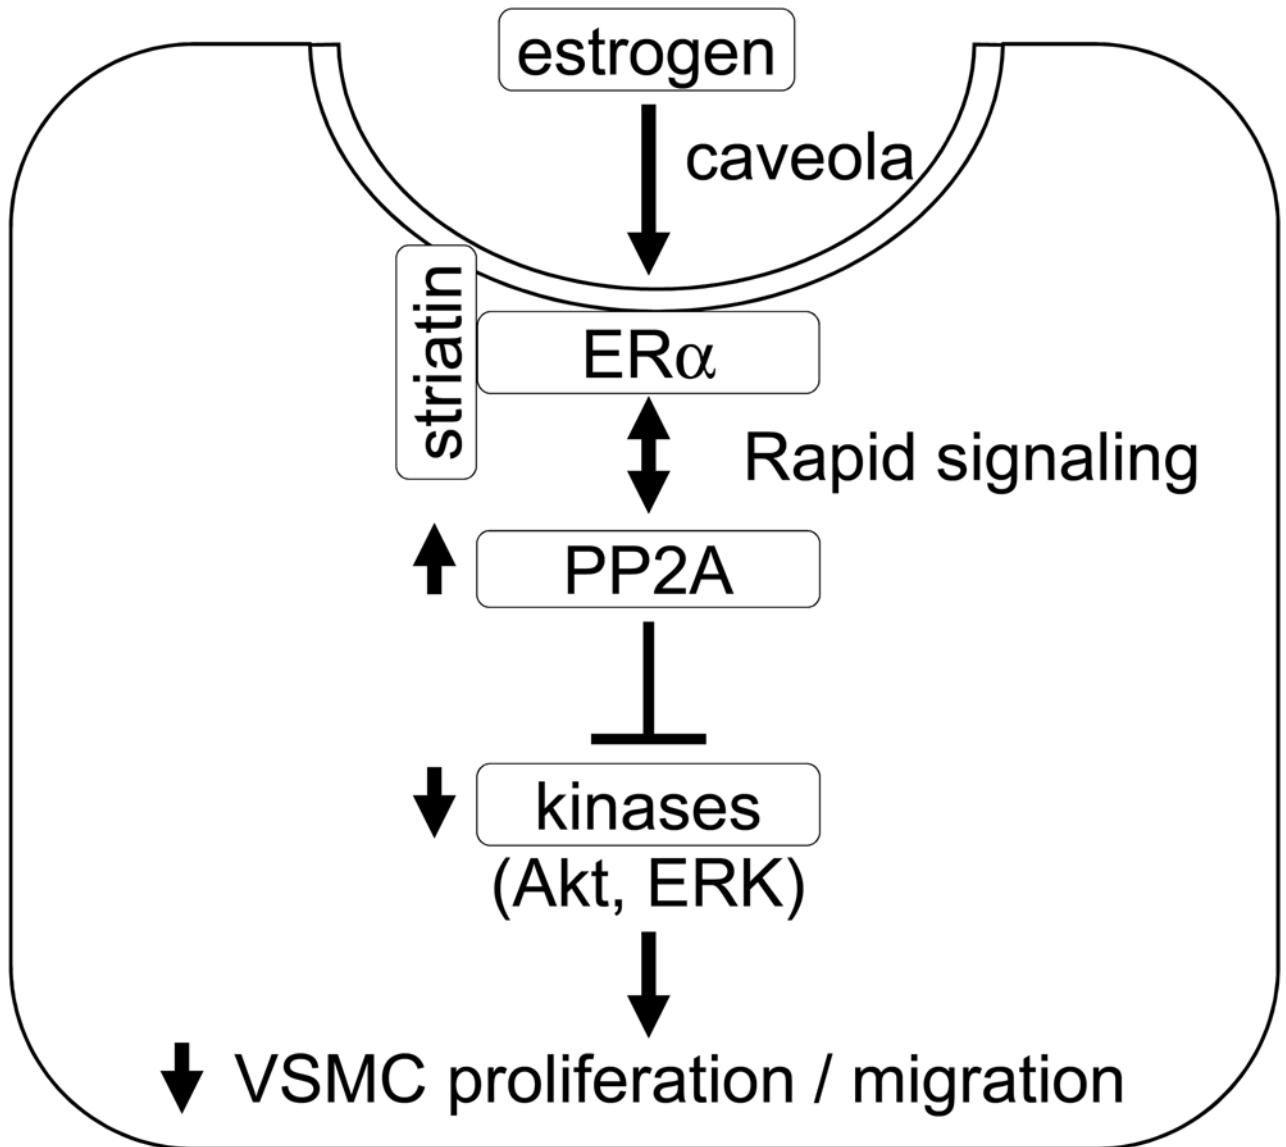 estrogen
caveola
striatin
ERα
Rapid signaling
PP2A
kinases
(Akt, ERK)
VSMC proliferation / migration